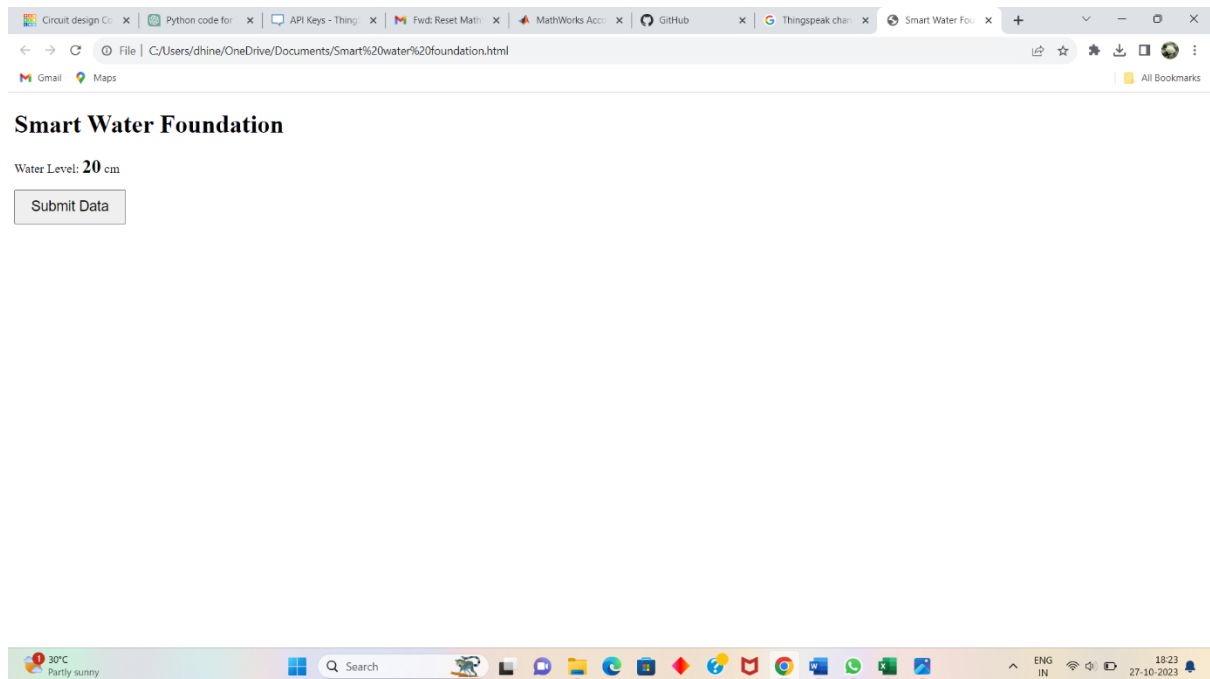 Circuit design Co
Python code for
API Keys - Thing
Fwd: Reset Math
MathWorks Acco
GitHub
Thingspeak chan
Smart Water Fou
File | C:/Users/dhine/OneDrive/Documents/Smart%20water%20foundation.html
Gmail
Maps
All Bookmarks
Smart Water Foundation
Water Level: 20 cm
Submit Data
1
30°C
Partly sunny
Search
ENG
IN
18:23
27-10-2023